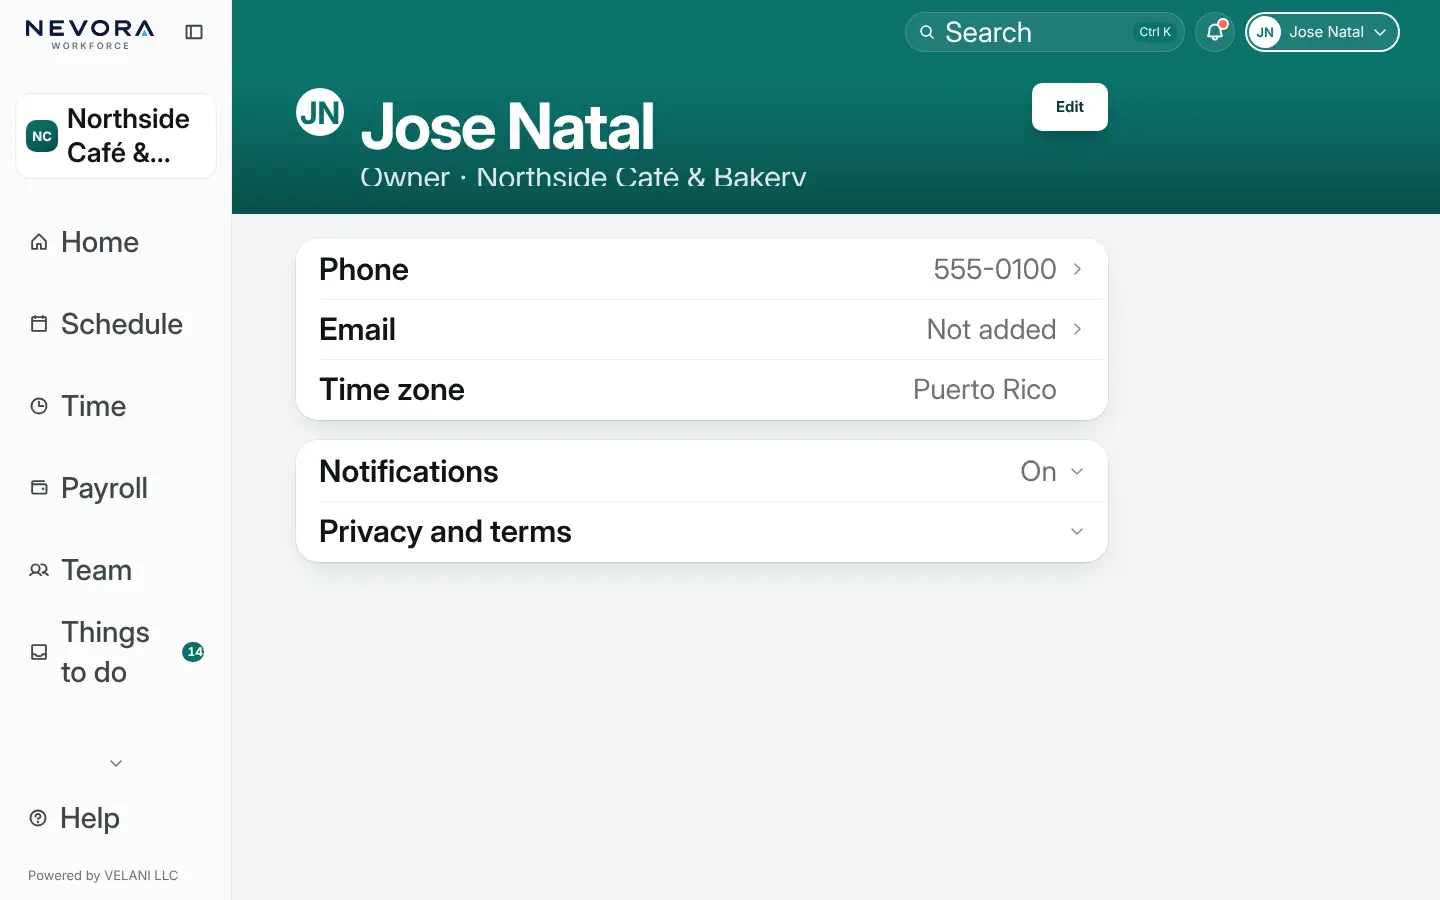 NEVORA
WORKFORCE
Search
Ctrl K
JN
Jose Natal
NC
Northside
Café &...
JN
Jose Natal
Edit
Owner · Northside Café & Bakery
Home
Schedule
Time
Payroll
Team
Things
to do
14
Help
Powered by VELANI LLC
Phone
555-0100
Email
Not added
Time zone
Puerto Rico
Notifications
On
Privacy and terms